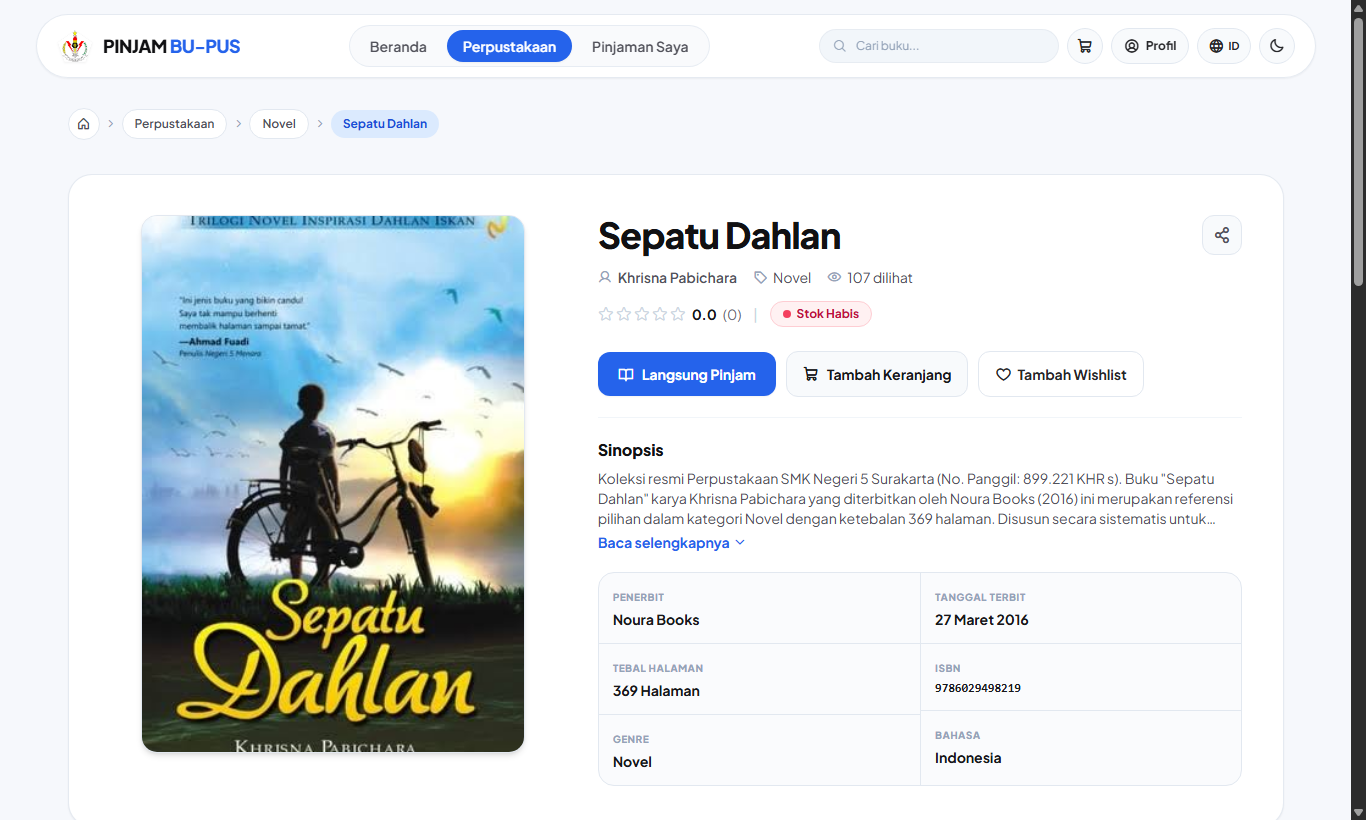 PINJAM BU-PUS
Beranda
Perpustakaan
Pinjaman Saya
Cari buku...
Profil
ID
Perpustakaan
Novel
Sepatu Dahlan
TRILOGI NOVEL INSPIRASI DAHLAN ISKAN
"Ini jenis buku yang bikin candu!
Saya tak mampu berhenti
membalik halaman sampai tamat."
—Ahmad Fuadi
Penulis Negeri 5 Menara
Sepatu
Dahlan
KHRISNA PABICHARA
Sepatu Dahlan
Khrisna Pabichara
Novel
107 dilihat
0.0 (0) |
Stok Habis
Langsung Pinjam
Tambah Keranjang
Tambah Wishlist
Sinopsis
Koleksi resmi Perpustakaan SMK Negeri 5 Surakarta (No. Panggil: 899.221 KHR s). Buku "Sepatu
Dahlan" karya Khrisna Pabichara yang diterbitkan oleh Noura Books (2016) ini merupakan referensi
pilihan dalam kategori Novel dengan ketebalan 369 halaman. Disusun secara sistematis untuk...
Baca selengkapnya
PENERBIT
Noura Books
TANGGAL TERBIT
27 Maret 2016
TEBAL HALAMAN
369 Halaman
ISBN
9786029498219
GENRE
Novel
BAHASA
Indonesia